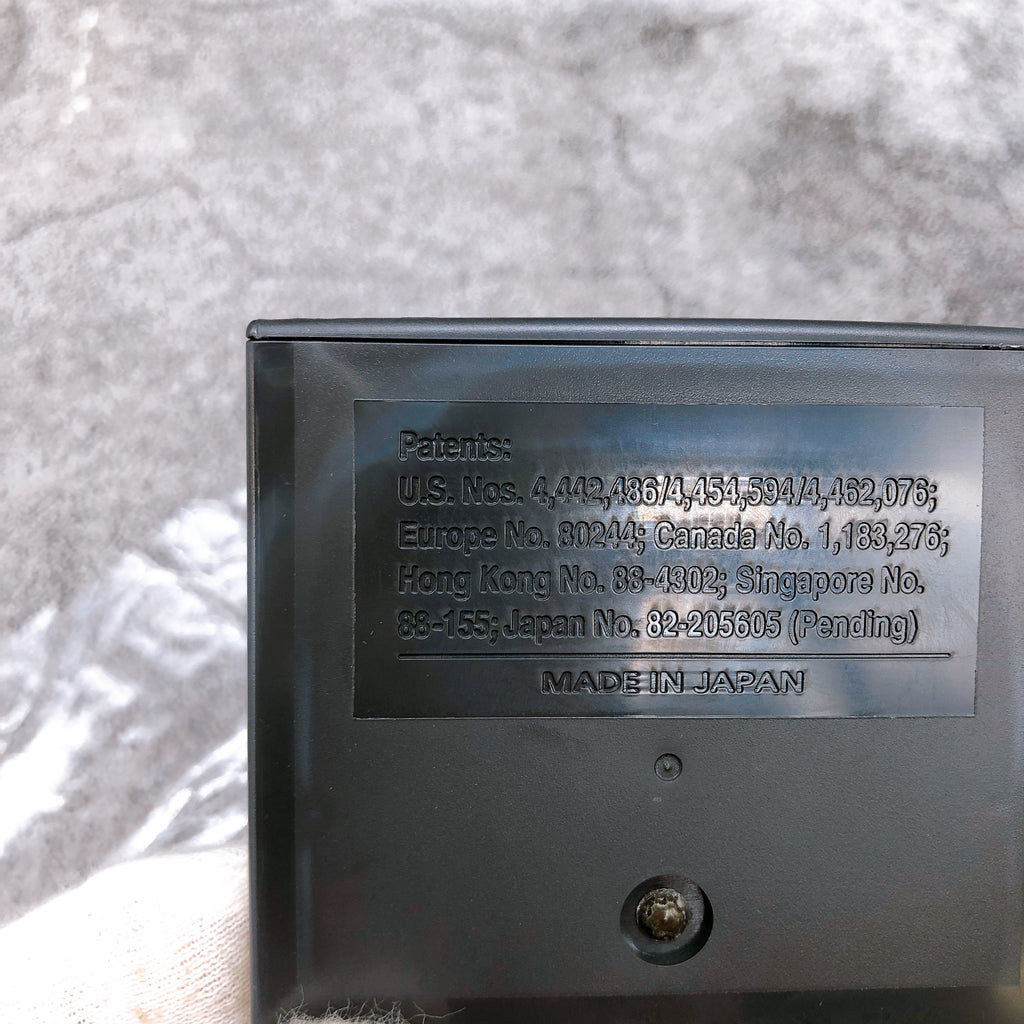 Patents:
U.S. Nos. 4,442,486/4,454,594/4,462,076;
Europe No. 80244; Canada No. 1,183,276;
Hong Kong No. 88-4302; Singapore No.
88-155; Japan No. 82-205605 (Pending)
MADE IN JAPAN